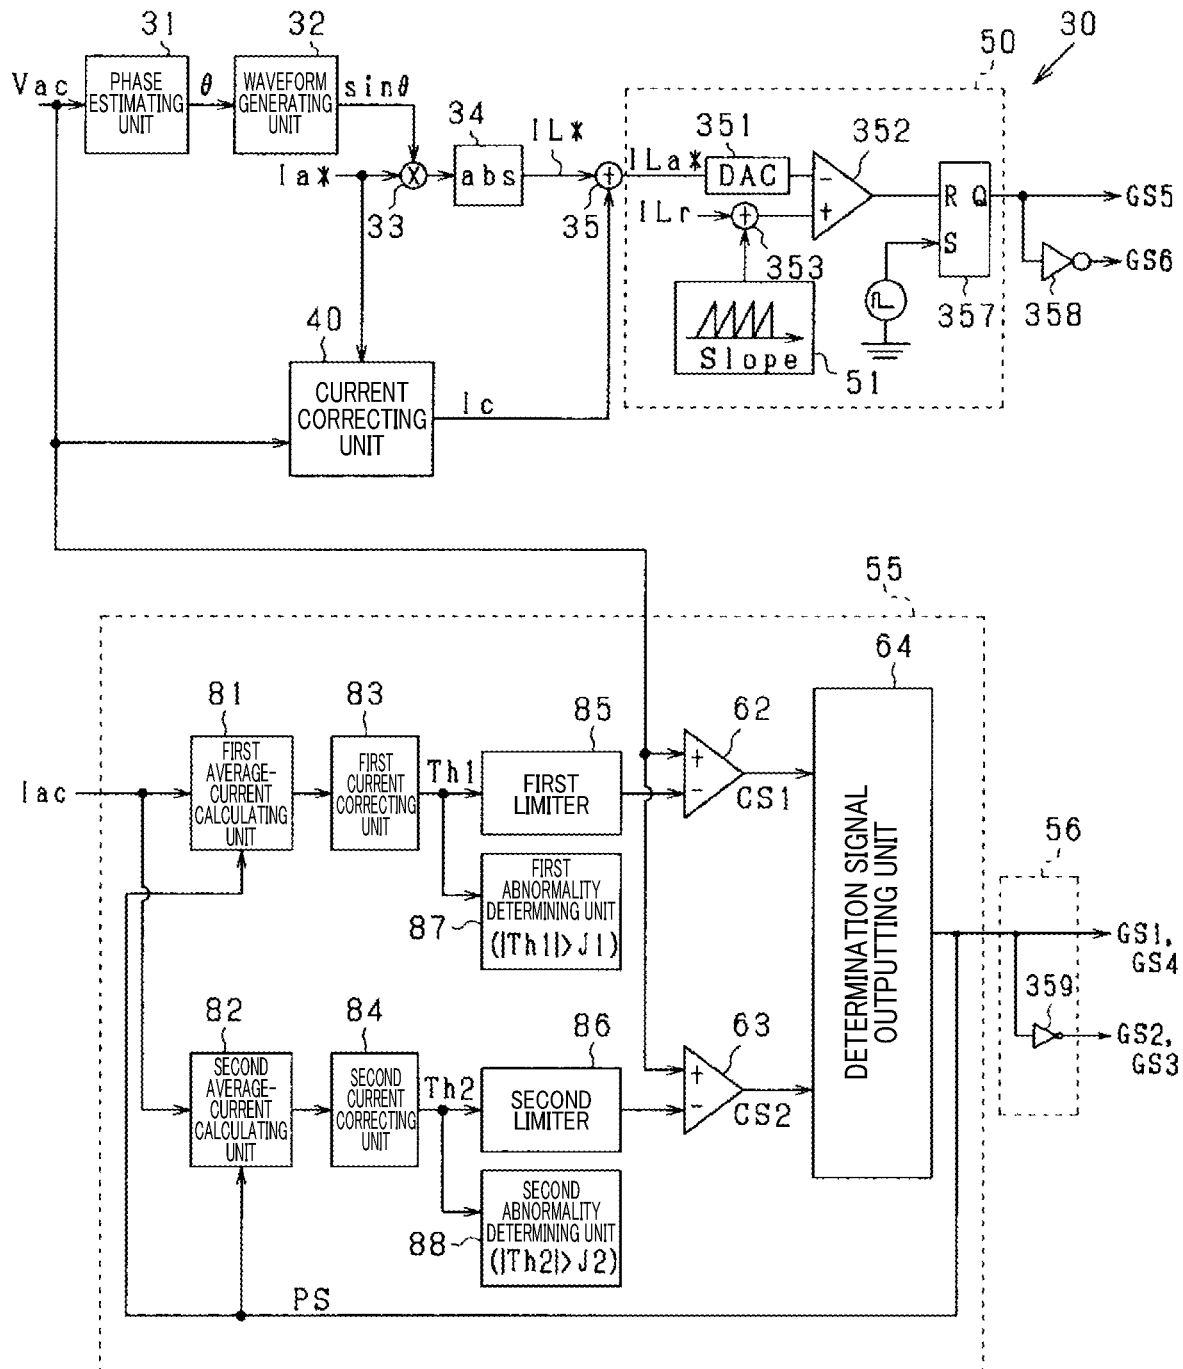 30
50
31
32
Vac
PHASE
ESTIMATING
UNIT
θ
WAVEFORM
GENERATING
UNIT
sinθ
34
IL*
Ia*
33
abs
35
ILa*
351
DAC
352
−
+
ILr
353
R Q
S
357
GS5
GS6
358
Slope
51
40
CURRENT
CORRECTING
UNIT
Ic
55
64
81
83
85
62
Iac
FIRST
AVERAGE-
CURRENT
CALCULATING
UNIT
FIRST
CURRENT
CORRECTING
UNIT
Th1
FIRST
LIMITER
+
−
CS1
DETERMINATION SIGNAL
OUTPUTTING UNIT
FIRST
ABNORMALITY
DETERMINING UNIT
(|Th1|>J1)
87
56
GS1,
GS4
359
GS2,
GS3
82
84
86
63
SECOND
AVERAGE-
CURRENT
CALCULATING
UNIT
SECOND
CURRENT
CORRECTING
UNIT
Th2
SECOND
LIMITER
+
−
CS2
SECOND
ABNORMALITY
DETERMINING UNIT
(|Th2|>J2)
88
PS